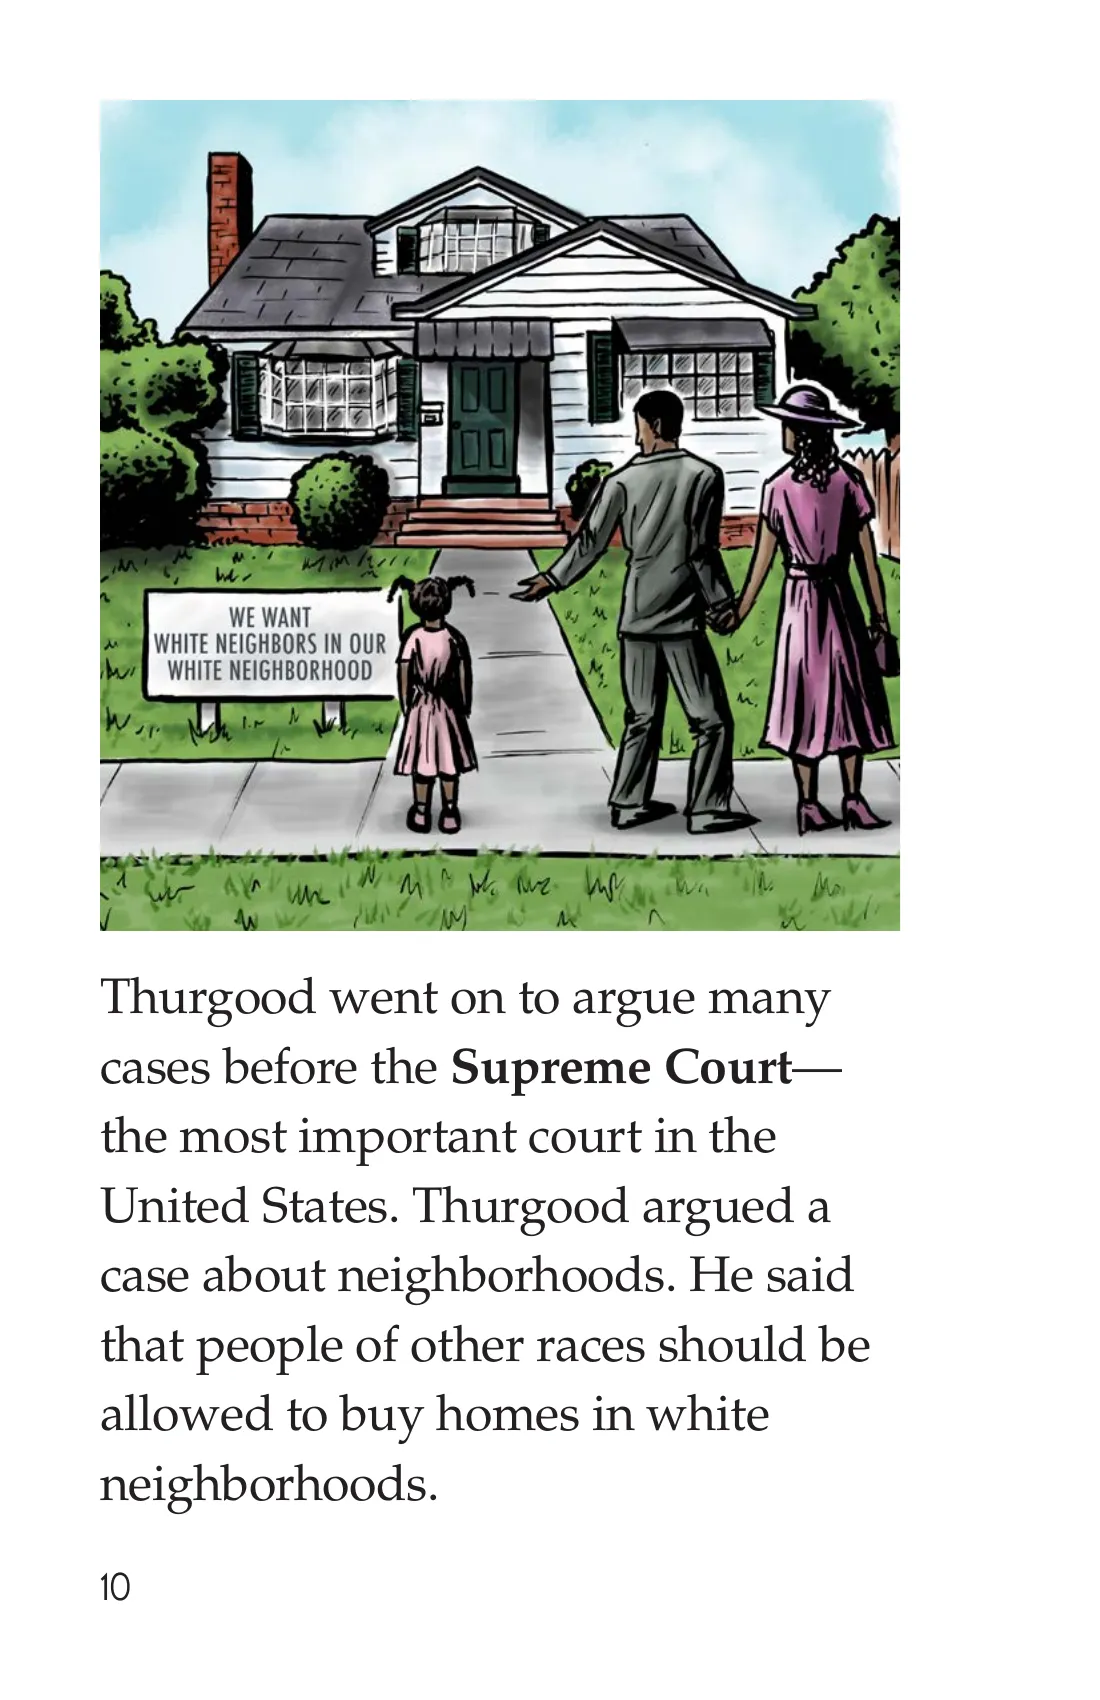 WE WANT
WHITE NEIGHBORS IN OUR
WHITE NEIGHBORHOOD
Thurgood went on to argue many
cases before the Supreme Court—
the most important court in the
United States. Thurgood argued a
case about neighborhoods. He said
that people of other races should be
allowed to buy homes in white
neighborhoods.
10